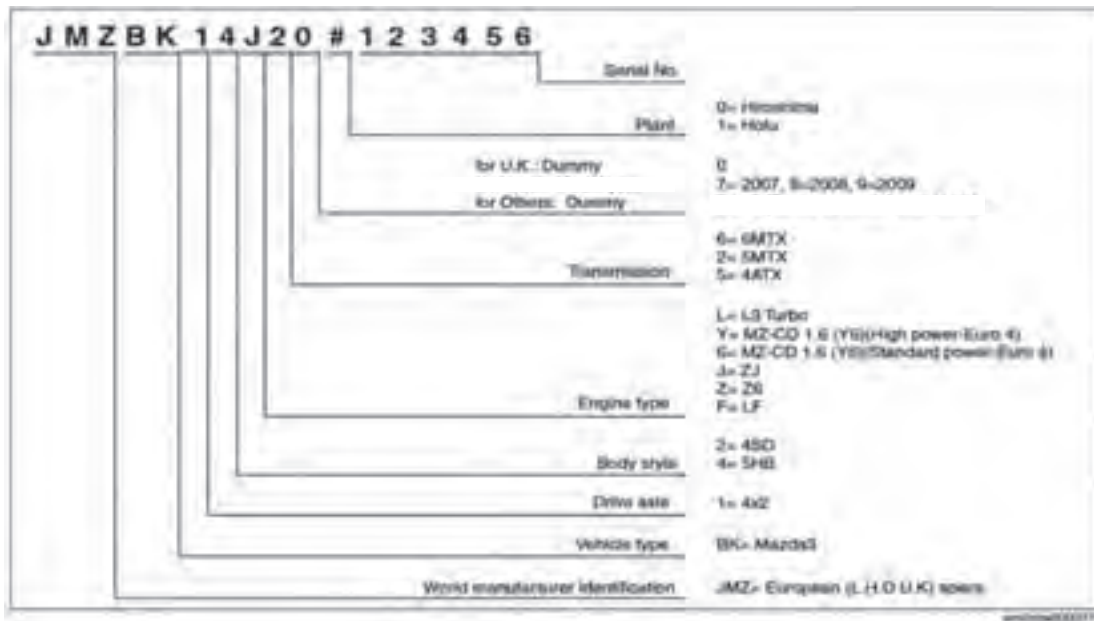 JMZBK14J20 # 123456
Serial No.
0= Hiroshima
Plant 1= Hofu
for U.K.: Dummy 0
7= 2007, 8=2008, 9=2009
for Others: Dummy
6= 6MTX
2= 5MTX
Transmission 5= 4ATX
L= L3 Turbo
Y= MZ-CD 1.6 (Y6)(High power-Euro 4)
6= MZ-CD 1.6 (Y6)(Standard power-Euro 4)
J= ZJ
Z= Z6
Engine type F= LF
2= 4SD
Body style 4= 5HB
Drive axle 1= 4x2
Vehicle type BK= Mazda3
World manufacturer identification JMZ= European (L.H.D U.K) specs.